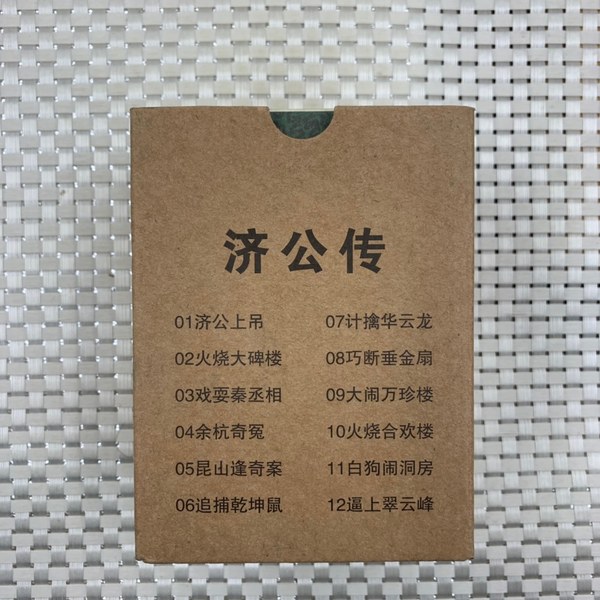 济公传
01济公上吊
02火烧大碑楼
03戏耍秦丞相
04余杭奇冤
05昆山逢奇案
06追捕乾坤鼠
07计擒华云龙
08巧断垂金扇
09大闹万珍楼
10火烧合欢楼
11白狗闹洞房
12逼上翠云峰